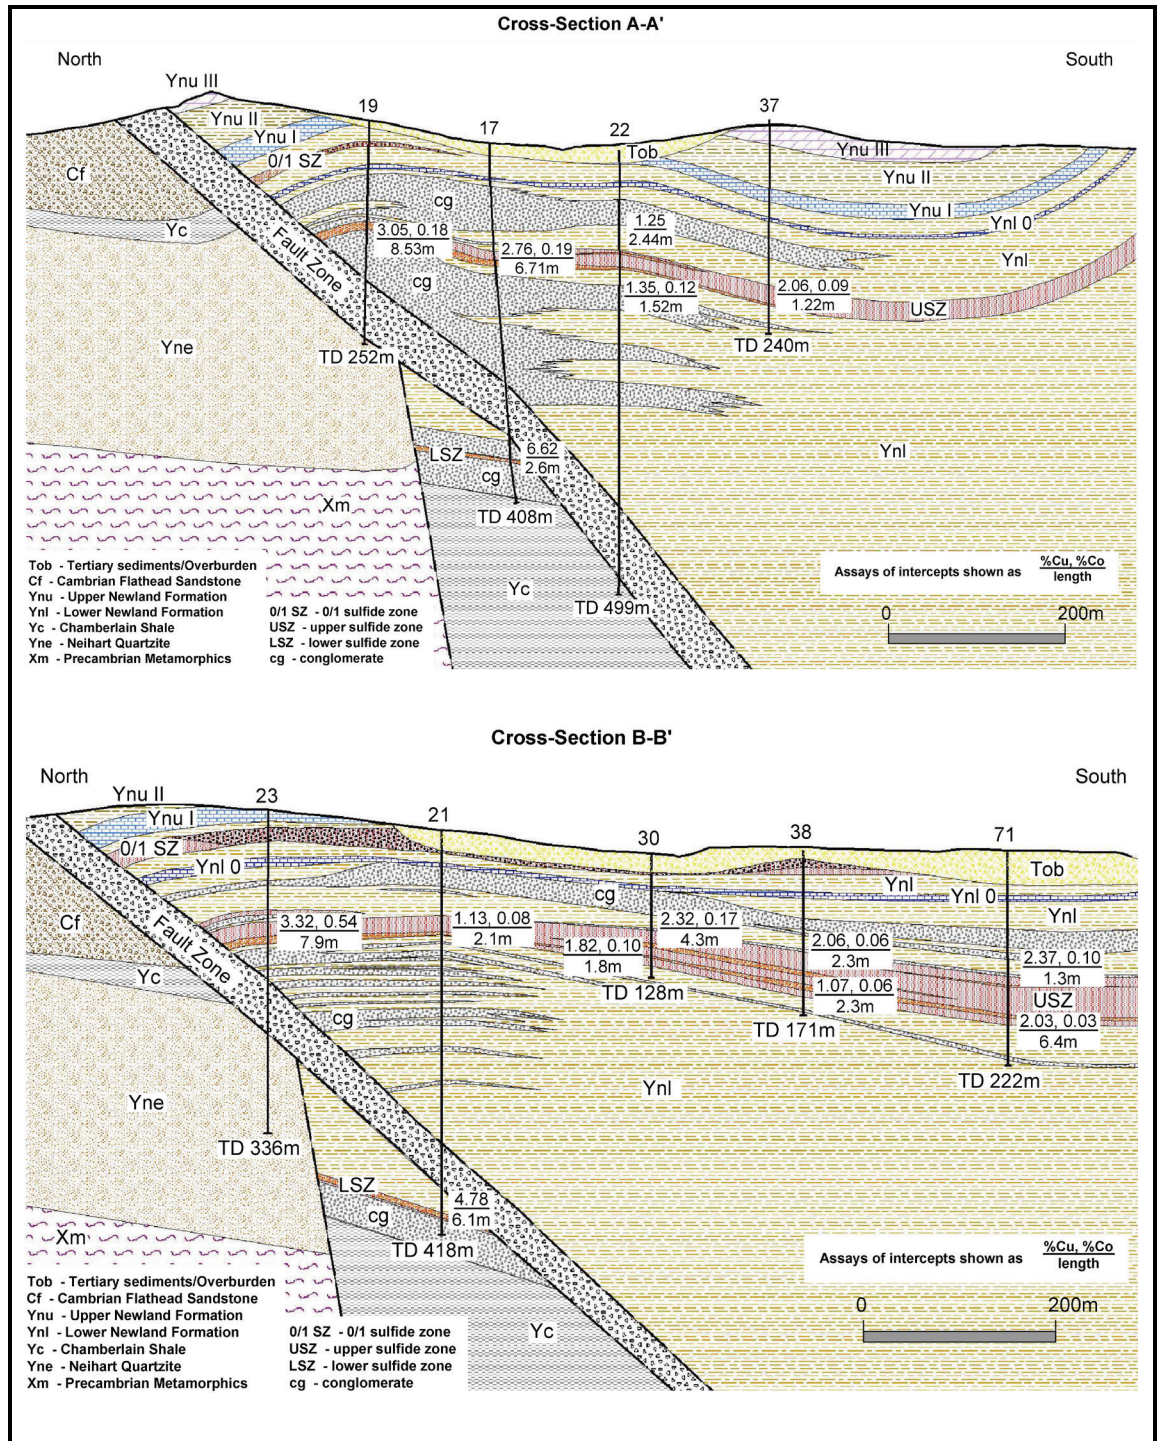 Cross-Section A-A'
North
South
Ynu III
19
17
22
37
Ynu II
Ynu I
0/1 SZ
Tob
Ynu III
Ynu II
Cf
cg
Ynu I
Ynl 0
Yc
Fault Zone
3.05, 0.18
8.53m
1.25
2.44m
2.76, 0.19
6.71m
Ynl
cg
1.35, 0.12
1.52m
2.06, 0.09
1.22m
USZ
Yne
TD 252m
TD 240m
LSZ
6.62
2.6m
cg
Ynl
Xm
TD 408m
Yc
TD 499m
Tob - Tertiary sediments/Overburden
Cf - Cambrian Flathead Sandstone
Ynu - Upper Newland Formation
Ynl - Lower Newland Formation
Yc - Chamberlain Shale
Yne - Neihart Quartzite
Xm - Precambrian Metamorphics
0/1 SZ - 0/1 sulfide zone
USZ - upper sulfide zone
LSZ - lower sulfide zone
cg - conglomerate
Assays of intercepts shown as
%Cu, %Co
length
0
200m
Cross-Section B-B'
North
South
Ynu II
23
21
30
38
71
Ynu I
0/1 SZ
Ynl 0
Tob
cg
Ynl
Ynl 0
Cf
Fault Zone
3.32, 0.54
7.9m
1.13, 0.08
2.1m
2.32, 0.17
4.3m
Ynl
1.82, 0.10
1.8m
2.06, 0.06
2.3m
2.37, 0.10
1.3m
Yc
TD 128m
1.07, 0.06
2.3m
USZ
cg
TD 171m
2.03, 0.03
6.4m
Yne
Ynl
TD 222m
TD 336m
LSZ
4.78
6.1m
cg
Xm
TD 418m
Yc
Tob - Tertiary sediments/Overburden
Cf - Cambrian Flathead Sandstone
Ynu - Upper Newland Formation
Ynl - Lower Newland Formation
Yc - Chamberlain Shale
Yne - Neihart Quartzite
Xm - Precambrian Metamorphics
0/1 SZ - 0/1 sulfide zone
USZ - upper sulfide zone
LSZ - lower sulfide zone
cg - conglomerate
Assays of intercepts shown as
%Cu, %Co
length
0
200m